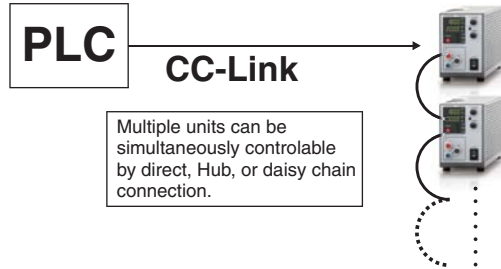 PLC
CC-Link
Multiple units can be
simultaneously controlable
by direct, Hub, or daisy chain
connection.